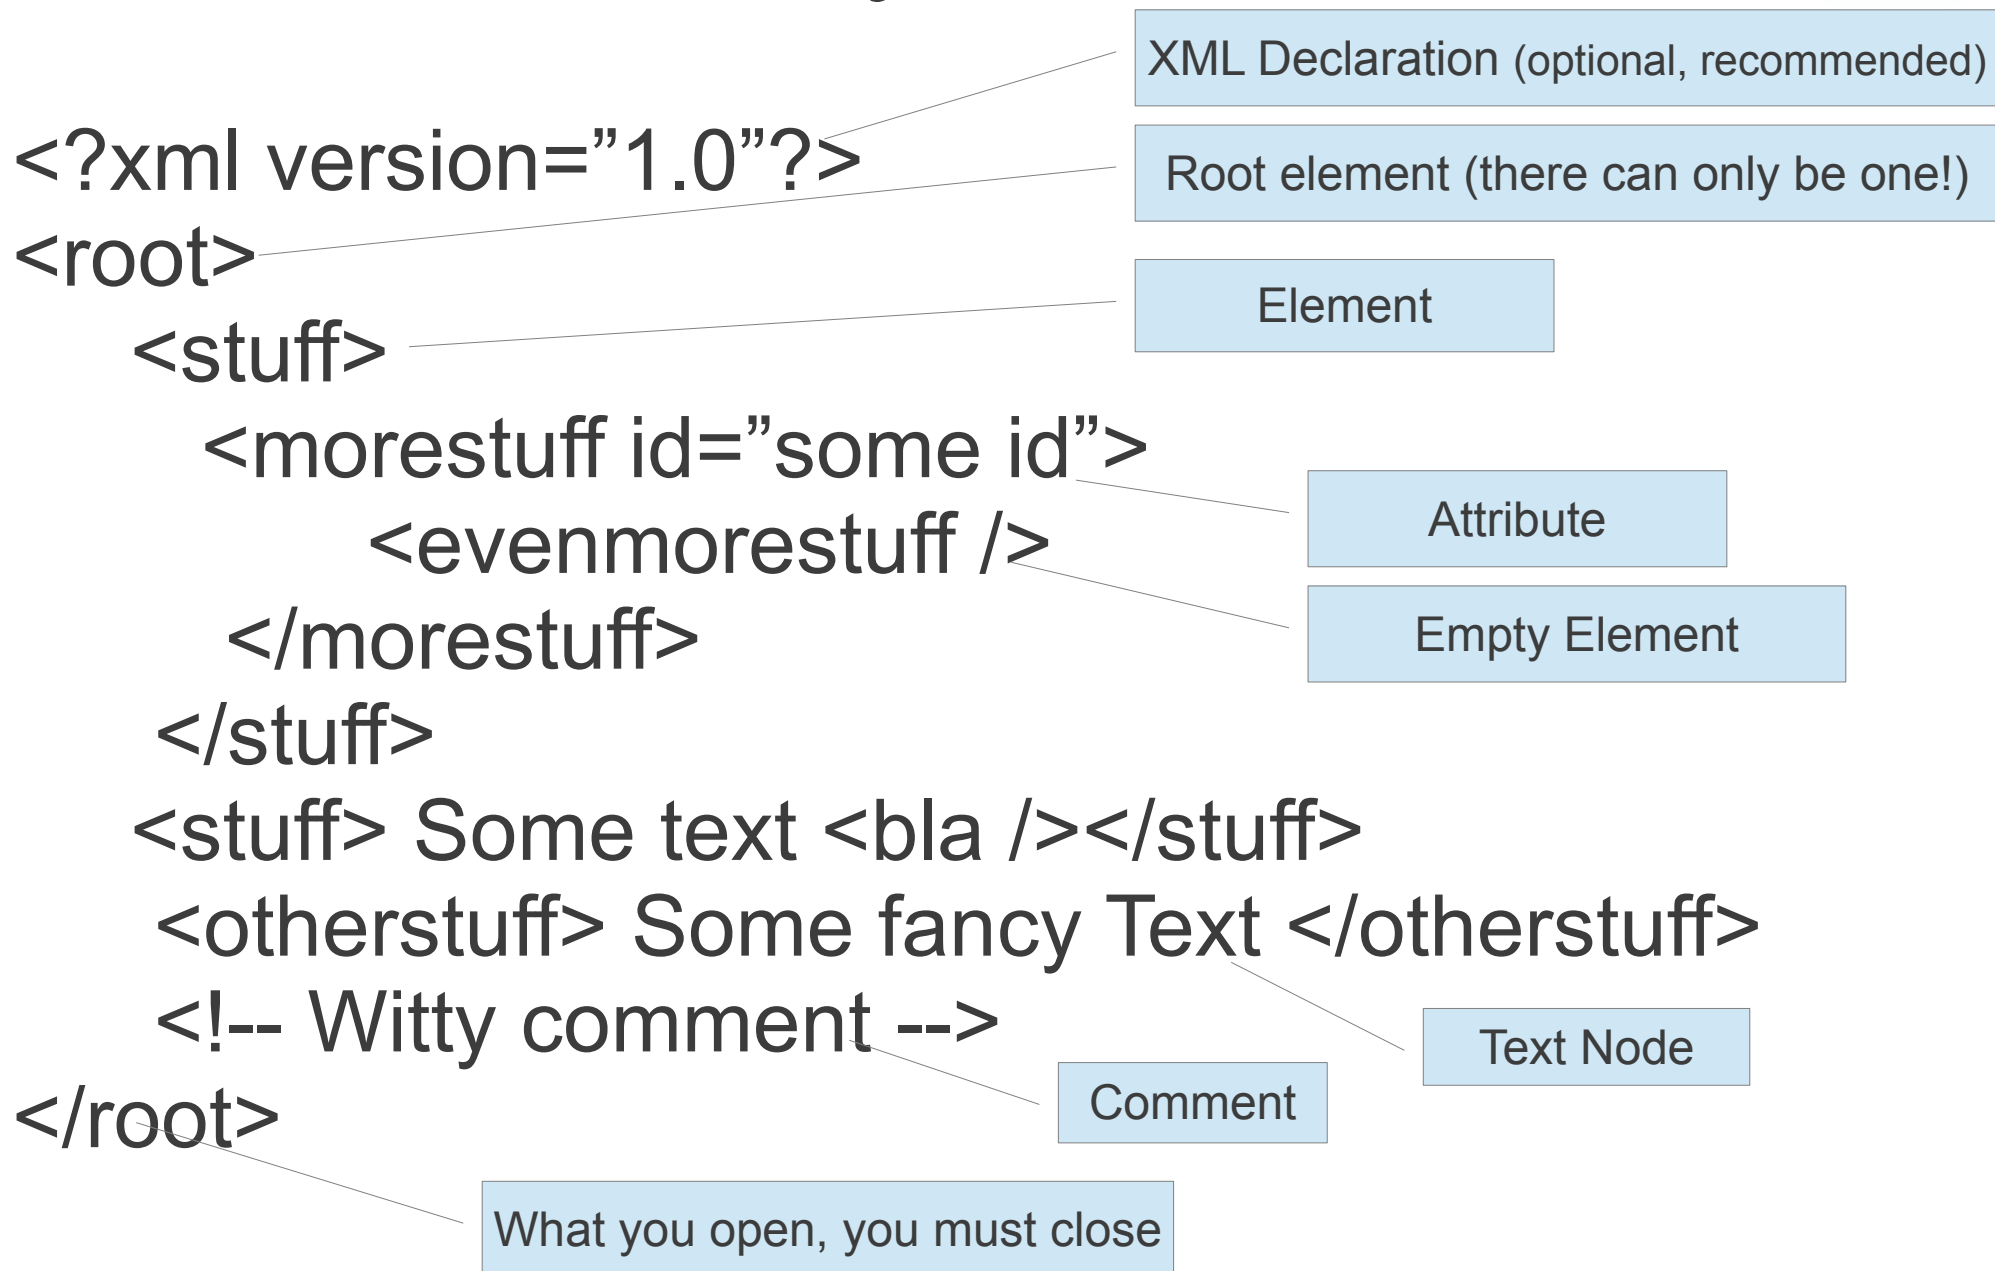 XML Declaration (optional, recommended)
<?xml version=”1.0”?>
Root element (there can only be one!)
<root>
Element
<stuff>
<morestuff id=”some id”>
Attribute
<evenmorestuff />
Empty Element
</morestuff>
</stuff>
<stuff> Some text <bla /></stuff>
<otherstuff> Some fancy Text </otherstuff>
<!-- Witty comment -->
Text Node
Comment
</root>
What you open, you must close